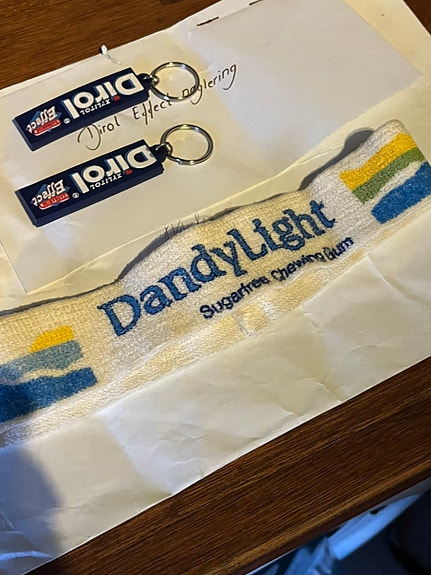 Dirol®
XYLITOL
Effect
Dirol®
XYLITOL
Effect
Dirol Effect nøglering
DandyLight
Sugarfree Chewing Gum